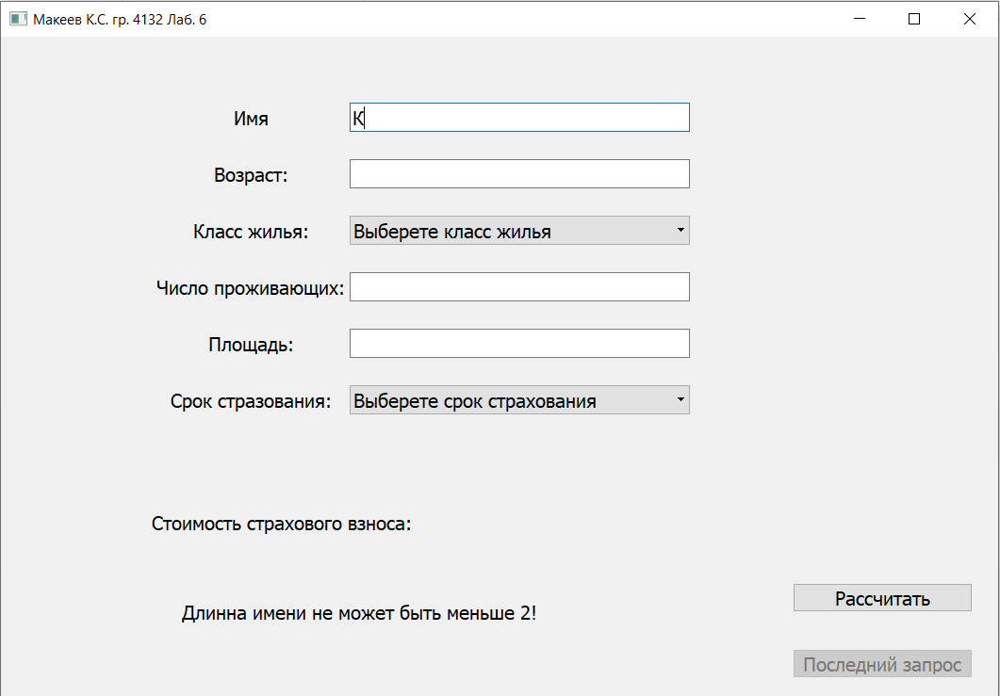 Макеев К.С. гр. 4132 Лаб. 6
Имя
К
Возраст:
Класс жилья:
Выберете класс жилья
Число проживающих:
Площадь:
Срок стразования:
Выберете срок страхования
Стоимость страхового взноса:
Длинна имени не может быть меньше 2!
Рассчитать
Последний запрос